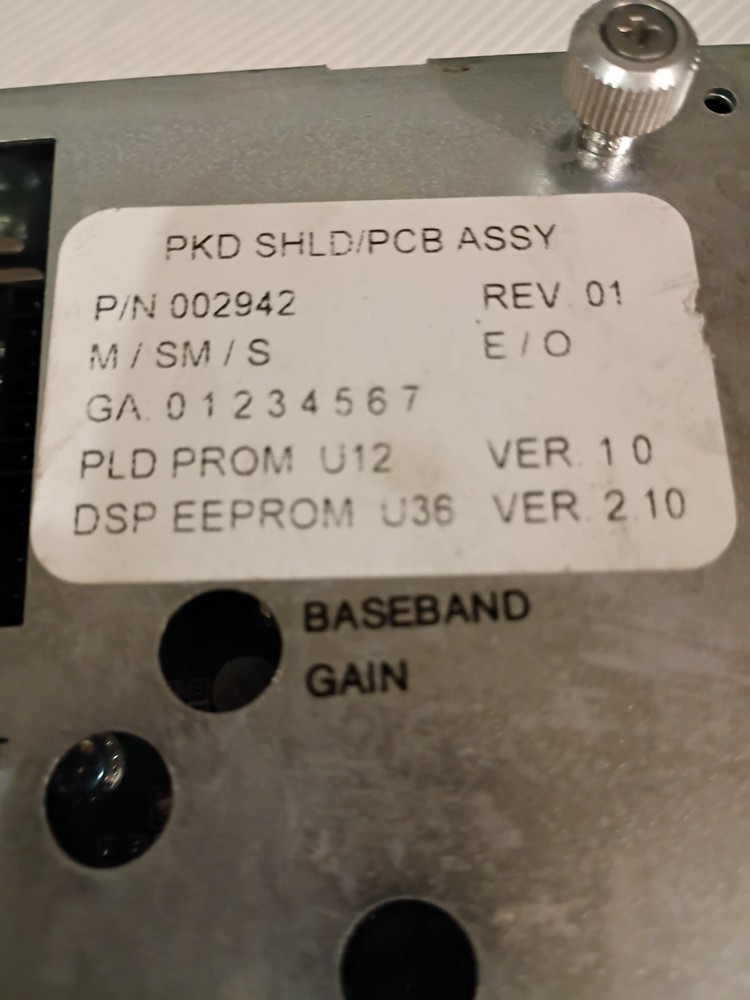 PKD SHLD/PCB ASSY
P/N 002942 REV. 01
M / SM / S E / O
GA. 0 1 2 3 4 5 6 7
PLD PROM U12 VER. 1 0
DSP EEPROM U36 VER. 2.10
BASEBAND
GAIN